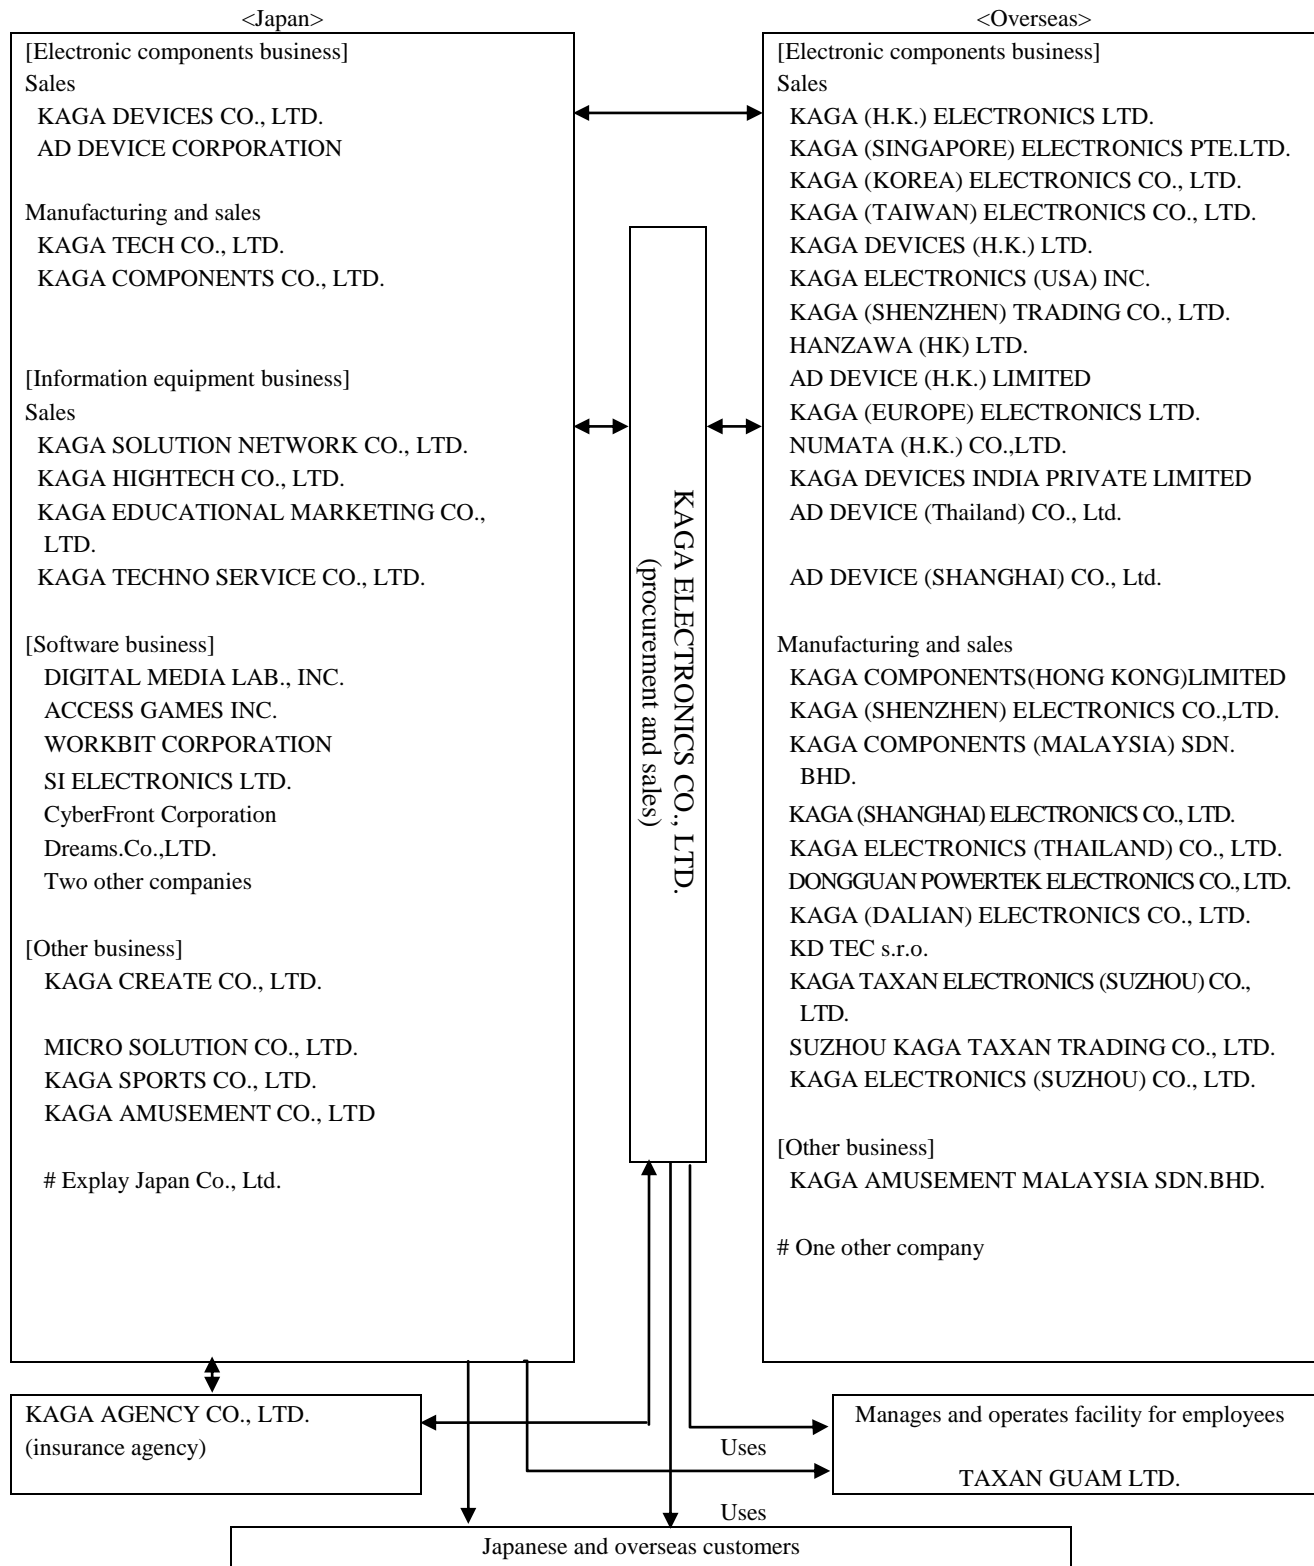 <Japan>
[Electronic components business]
Sales
KAGA DEVICES CO., LTD.
AD DEVICE CORPORATION
Manufacturing and sales
KAGA TECH CO., LTD.
KAGA COMPONENTS CO., LTD.
[Information equipment business]
Sales
KAGA SOLUTION NETWORK CO., LTD.
KAGA HIGHTECH CO., LTD.
KAGA EDUCATIONAL MARKETING CO.,
LTD.
KAGA TECHNO SERVICE CO., LTD.
[Software business]
DIGITAL MEDIA LAB., INC.
ACCESS GAMES INC.
WORKBIT CORPORATION
SI ELECTRONICS LTD.
CyberFront Corporation
Dreams.Co.,LTD.
Two other companies
[Other business]
KAGA CREATE CO., LTD.
MICRO SOLUTION CO., LTD.
KAGA SPORTS CO., LTD.
KAGA AMUSEMENT CO., LTD
# Explay Japan Co., Ltd.
KAGA ELECTRONICS CO., LTD.
(procurement and sales)
<Overseas>
[Electronic components business]
Sales
KAGA (H.K.) ELECTRONICS LTD.
KAGA (SINGAPORE) ELECTRONICS PTE.LTD.
KAGA (KOREA) ELECTRONICS CO., LTD.
KAGA (TAIWAN) ELECTRONICS CO., LTD.
KAGA DEVICES (H.K.) LTD.
KAGA ELECTRONICS (USA) INC.
KAGA (SHENZHEN) TRADING CO., LTD.
HANZAWA (HK) LTD.
AD DEVICE (H.K.) LIMITED
KAGA (EUROPE) ELECTRONICS LTD.
NUMATA (H.K.) CO.,LTD.
KAGA DEVICES INDIA PRIVATE LIMITED
AD DEVICE (Thailand) CO., Ltd.
AD DEVICE (SHANGHAI) CO., Ltd.
Manufacturing and sales
KAGA COMPONENTS(HONG KONG)LIMITED
KAGA (SHENZHEN) ELECTRONICS CO.,LTD.
KAGA COMPONENTS (MALAYSIA) SDN.
BHD.
KAGA (SHANGHAI) ELECTRONICS CO., LTD.
KAGA ELECTRONICS (THAILAND) CO., LTD.
DONGGUAN POWERTEK ELECTRONICS CO., LTD.
KAGA (DALIAN) ELECTRONICS CO., LTD.
KD TEC s.r.o.
KAGA TAXAN ELECTRONICS (SUZHOU) CO.,
LTD.
SUZHOU KAGA TAXAN TRADING CO., LTD.
KAGA ELECTRONICS (SUZHOU) CO., LTD.
[Other business]
KAGA AMUSEMENT MALAYSIA SDN.BHD.
# One other company
KAGA AGENCY CO., LTD.
(insurance agency)
Uses
Manages and operates facility for employees
TAXAN GUAM LTD.
Uses
Japanese and overseas customers